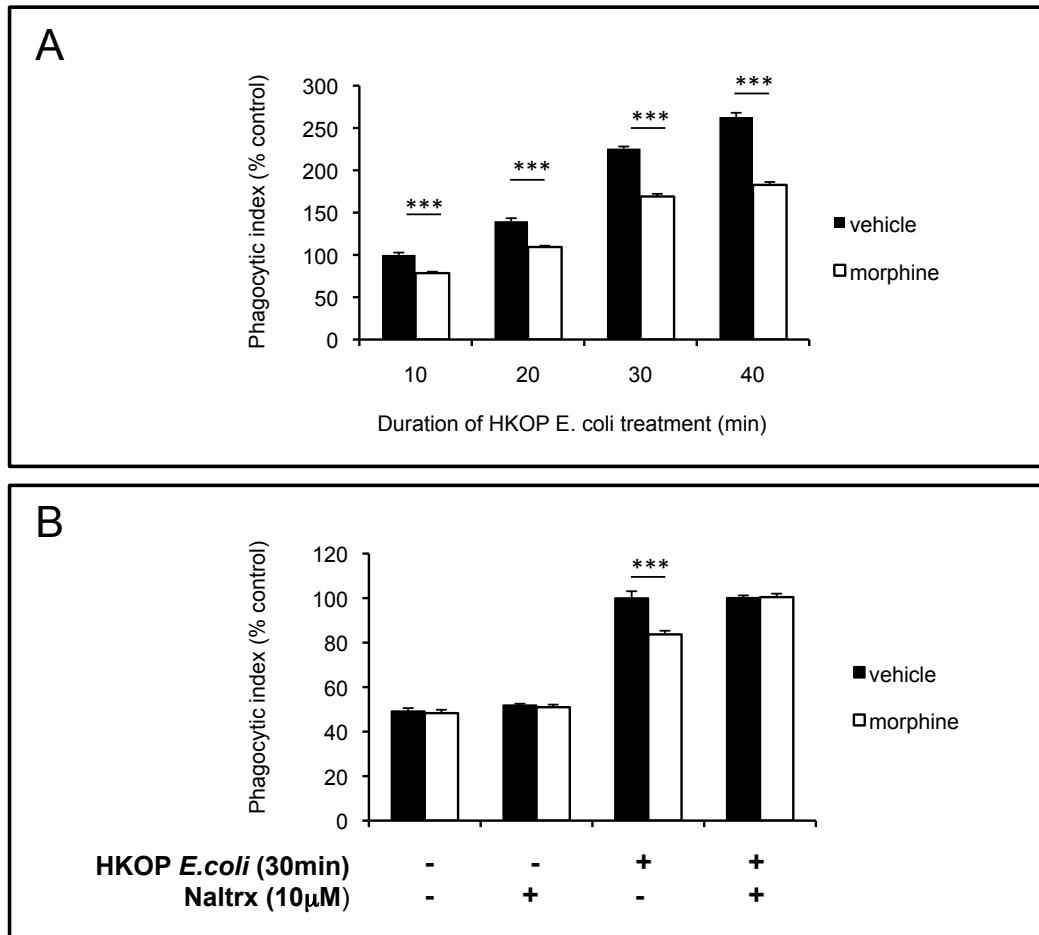 A
Phagocytic index (% control)
300
250
200
150
100
50
0
***
***
***
***
10 20 30 40
Duration of HKOP E. coli treatment (min)
vehicle
morphine
B
Phagocytic index (% control)
120
100
80
60
40
20
0
***
vehicle
morphine
HKOP E.coli (30min) - - + +
Naltrx (10μM) - + - +